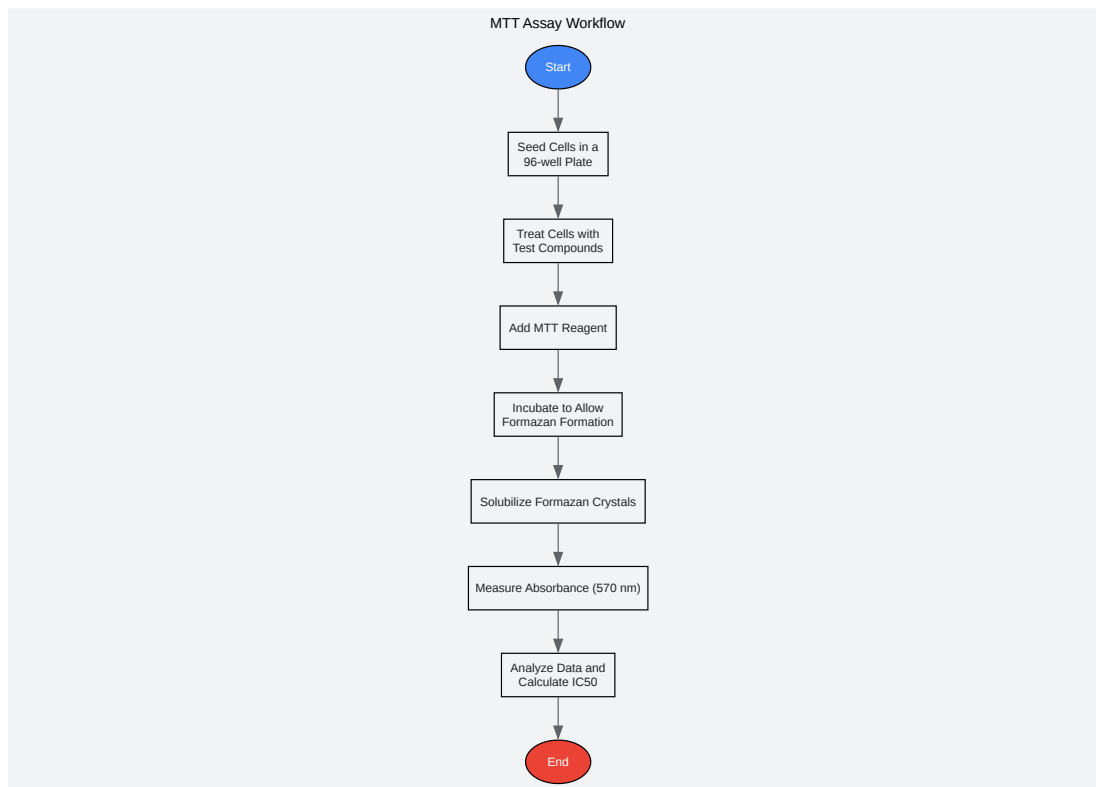 MTT Assay Workflow
Start
Seed Cells in a
96-well Plate
Treat Cells with
Test Compounds
Add MTT Reagent
Incubate to Allow
Formazan Formation
Solubilize Formazan Crystals
Measure Absorbance (570 nm)
Analyze Data and
Calculate IC50
End